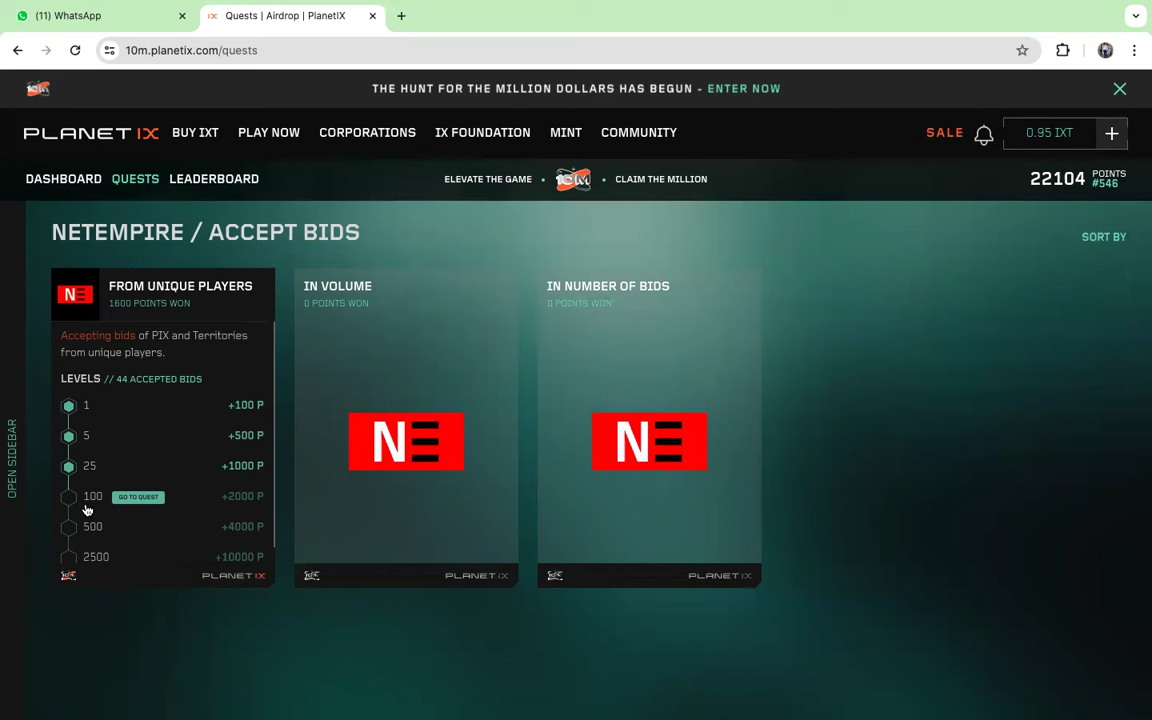 (11) WhatsApp
Quests | Airdrop | PlanetIX
10m.planetix.com/quests
THE HUNT FOR THE MILLION DOLLARS HAS BEGUN - ENTER NOW
PLANET IX
BUY IXT
PLAY NOW
CORPORATIONS
IX FOUNDATION
MINT
COMMUNITY
SALE
0.95 IXT
DASHBOARD
QUESTS
LEADERBOARD
ELEVATE THE GAME • 10M • CLAIM THE MILLION
22104 POINTS
#546
NETEMPIRE / ACCEPT BIDS
SORT BY
OPEN SIDEBAR
NE
FROM UNIQUE PLAYERS
1600 POINTS WON
Accepting bids of PIX and Territories
from unique players.
LEVELS // 44 ACCEPTED BIDS
1 +100 P
5 +500 P
25 +1000 P
100 GO TO QUEST +2000 P
500 +4000 P
2500 +10000 P
PLANET IX
IN VOLUME
0 POINTS WON
NE
PLANET IX
IN NUMBER OF BIDS
0 POINTS WON
NE
PLANET IX